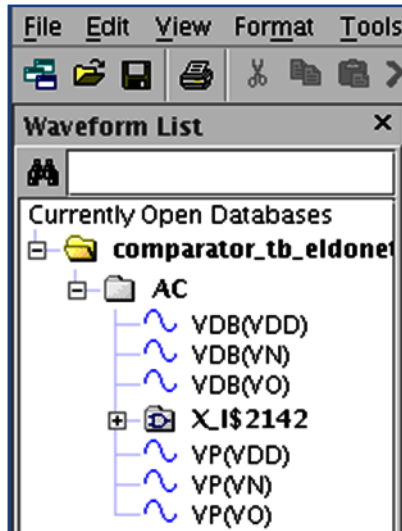 File Edit View Format Tools
Waveform List
Currently Open Databases
comparator_tb_eldonet
AC
VDB(VDD)
VDB(VN)
VDB(VO)
X_I$2142
VP(VDD)
VP(VN)
VP(VO)